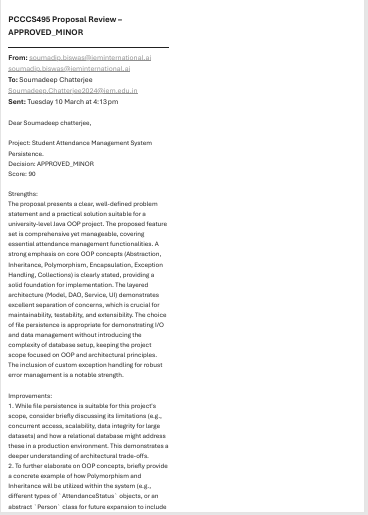 PCCCS495 Proposal Review –
APPROVED_MINOR
From: soumadip.biswas@ieminternational.ai
soumadip.biswas@ieminternational.ai
To: Soumadeep Chatterjee
Soumadeep.Chatterjee2024@iem.edu.in
Sent: Tuesday 10 March at 4:13 pm
Dear Soumadeep chatterjee,
Project: Student Attendance Management System
Persistence.
Decision: APPROVED_MINOR
Score: 90
Strengths:
The proposal presents a clear, well-defined problem
statement and a practical solution suitable for a
university-level Java OOP project. The proposed feature
set is comprehensive yet manageable, covering
essential attendance management functionalities. A
strong emphasis on core OOP concepts (Abstraction,
Inheritance, Polymorphism, Encapsulation, Exception
Handling, Collections) is clearly stated, providing a
solid foundation for implementation. The layered
architecture (Model, DAO, Service, UI) demonstrates
excellent separation of concerns, which is crucial for
maintainability, testability, and extensibility. The choice
of file persistence is appropriate for demonstrating I/O
and data management without introducing the
complexity of database setup, keeping the project
scope focused on OOP and architectural principles.
The inclusion of custom exception handling for robust
error management is a notable strength.
Improvements:
1. While file persistence is suitable for this project's
scope, consider briefly discussing its limitations (e.g.,
concurrent access, scalability, data integrity for large
datasets) and how a relational database might address
these in a production environment. This demonstrates a
deeper understanding of architectural trade-offs.
2. To further elaborate on OOP concepts, briefly provide
a concrete example of how Polymorphism and
Inheritance will be utilized within the system (e.g.,
different types of `AttendanceStatus` objects, or an
abstract `Person` class for future expansion to include